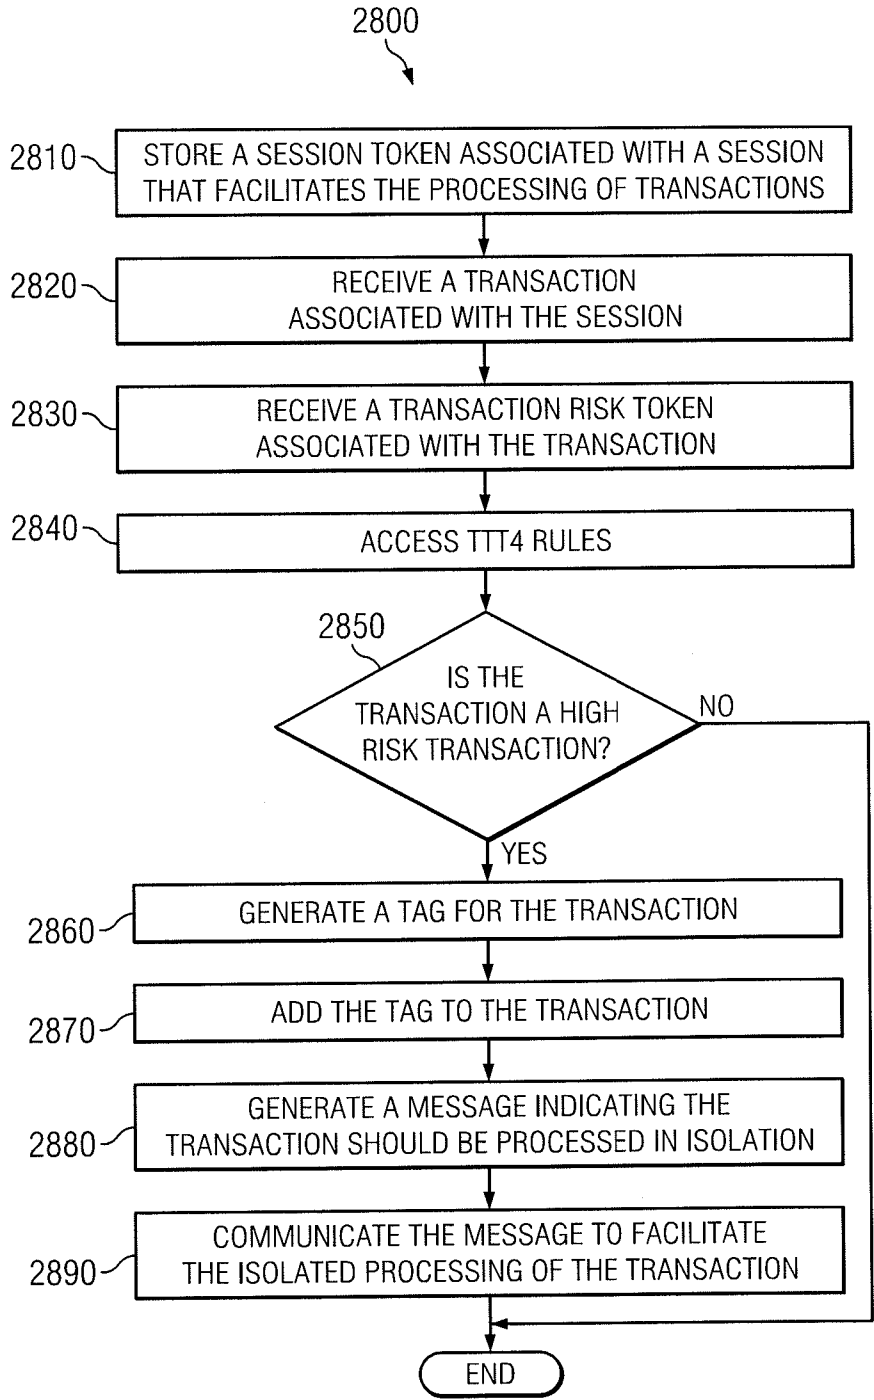 2800
2810
STORE A SESSION TOKEN ASSOCIATED WITH A SESSION
THAT FACILITATES THE PROCESSING OF TRANSACTIONS
2820
RECEIVE A TRANSACTION
ASSOCIATED WITH THE SESSION
2830
RECEIVE A TRANSACTION RISK TOKEN
ASSOCIATED WITH THE TRANSACTION
2840
ACCESS TTT4 RULES
2850
IS THE
TRANSACTION A HIGH
RISK TRANSACTION?
NO
YES
2860
GENERATE A TAG FOR THE TRANSACTION
2870
ADD THE TAG TO THE TRANSACTION
2880
GENERATE A MESSAGE INDICATING THE
TRANSACTION SHOULD BE PROCESSED IN ISOLATION
2890
COMMUNICATE THE MESSAGE TO FACILITATE
THE ISOLATED PROCESSING OF THE TRANSACTION
END